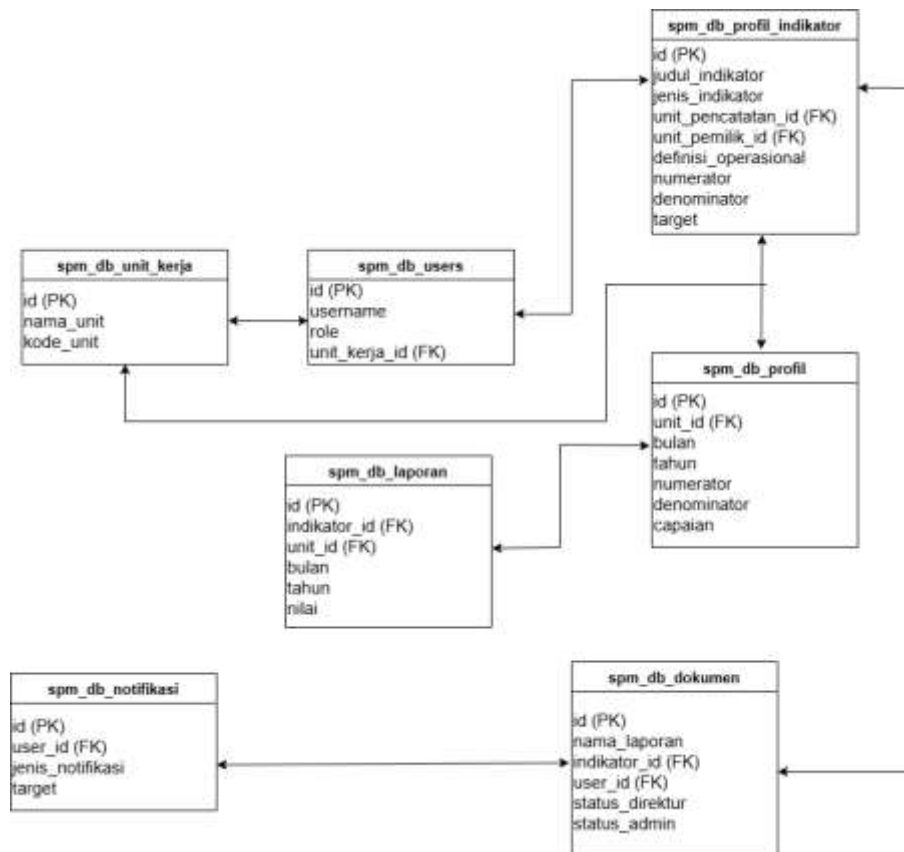 spm_db_profil_indikator
id (PK)
judul_indikator
jenis_indikator
unit_pencatatan_id (FK)
unit_pemilik_id (FK)
definisi_operasional
numerator
denominator
target
spm_db_unit_kerja
id (PK)
nama_unit
kode_unit
spm_db_users
id (PK)
username
role
unit_kerja_id (FK)
spm_db_profil
id (PK)
unit_id (FK)
bulan
tahun
numerator
denominator
capaian
spm_db_laporan
id (PK)
indikator_id (FK)
unit_id (FK)
bulan
tahun
nilai
spm_db_notifikasi
id (PK)
user_id (FK)
jenis_notifikasi
target
spm_db_dokumen
id (PK)
nama_laporan
indikator_id (FK)
user_id (FK)
status_direktur
status_admin